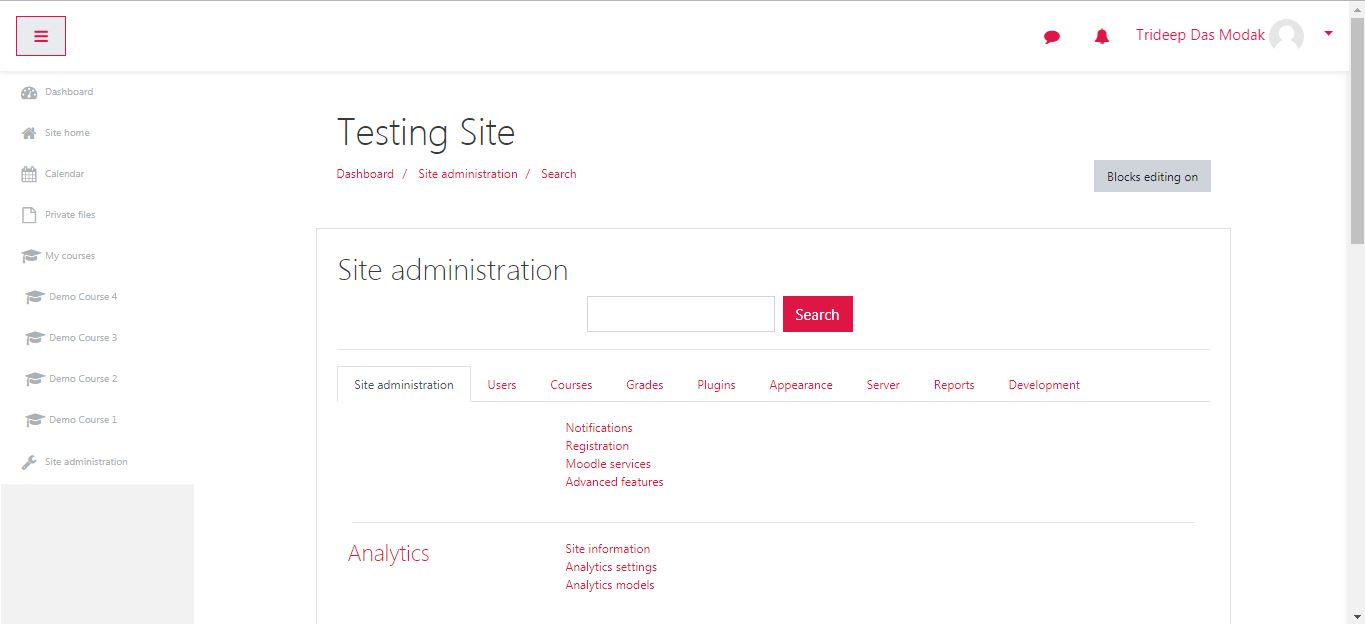 Trideep Das Modak
Dashboard
Site home
Calendar
Private files
My courses
Demo Course 4
Demo Course 3
Demo Course 2
Demo Course 1
Site administration
Testing Site
Dashboard / Site administration / Search
Blocks editing on
Site administration
Search
Site administration Users Courses Grades Plugins Appearance Server Reports Development
Notifications
Registration
Moodle services
Advanced features
Analytics
Site information
Analytics settings
Analytics models